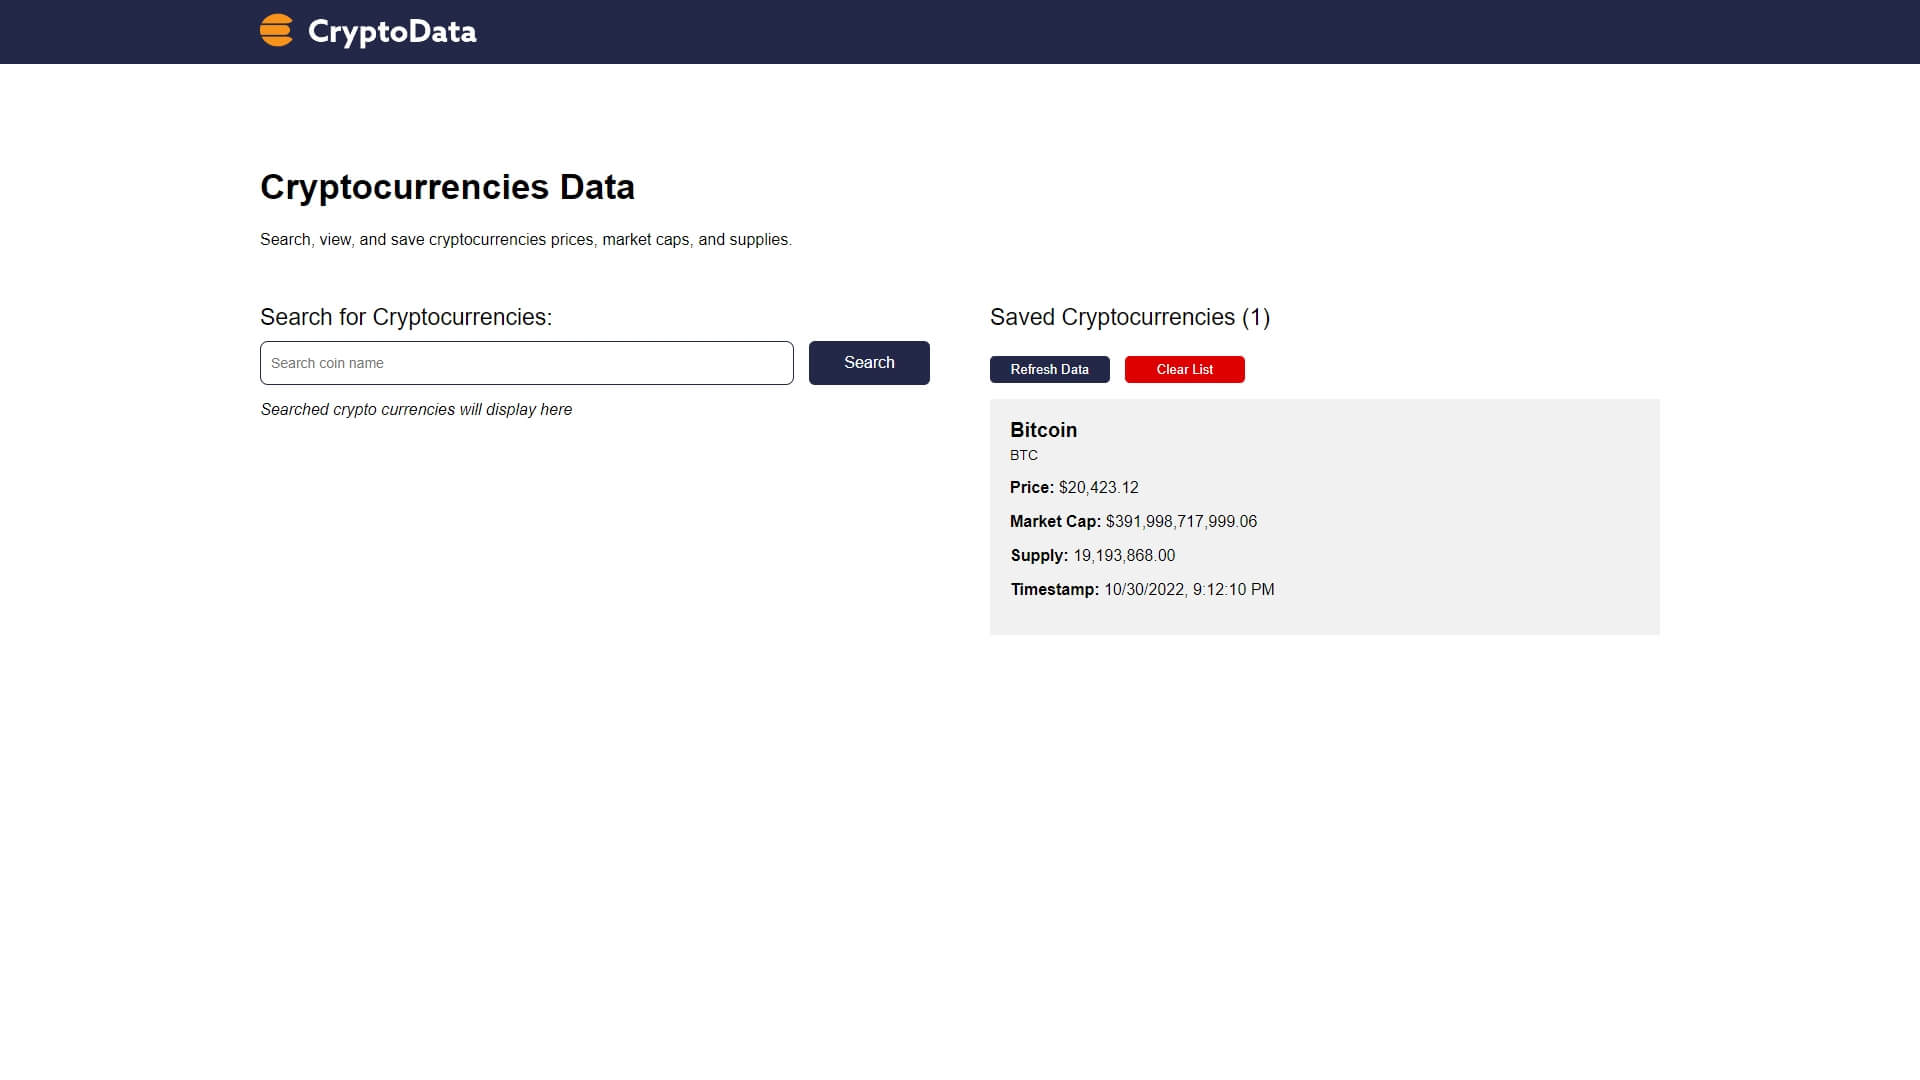 CryptoData
Cryptocurrencies Data
Search, view, and save cryptocurrencies prices, market caps, and supplies.
Search for Cryptocurrencies:
Search coin name
Search
Searched crypto currencies will display here
Saved Cryptocurrencies (1)
Refresh Data
Clear List
Bitcoin
BTC
Price: $20,423.12
Market Cap: $391,998,717,999.06
Supply: 19,193,868.00
Timestamp: 10/30/2022, 9:12:10 PM